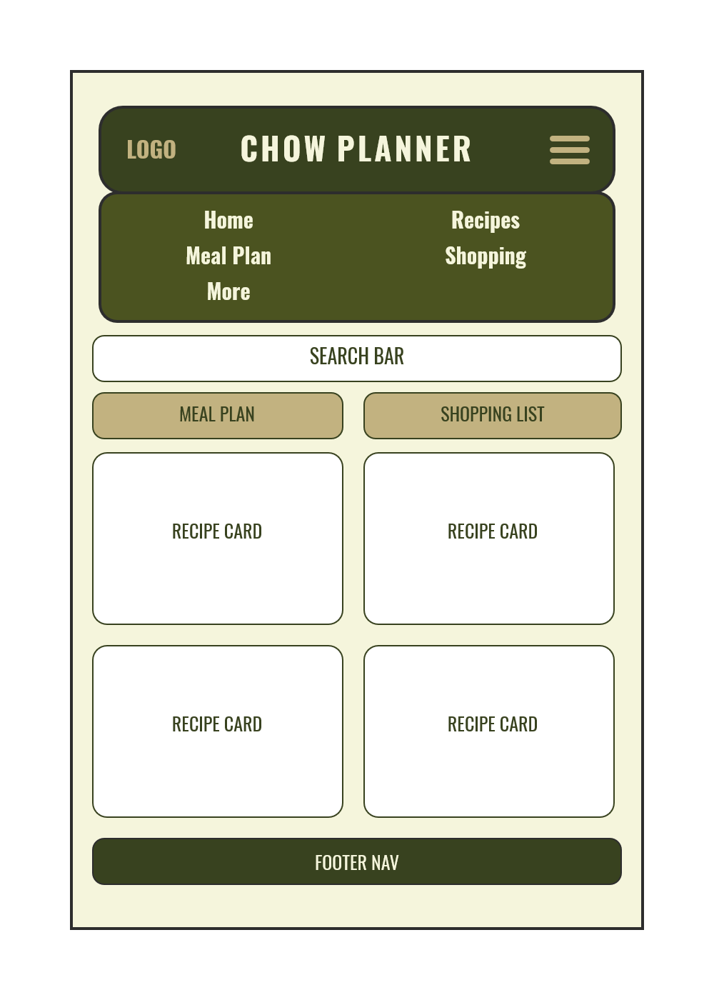 LOGO
CHOW PLANNER
Home
Recipes
Meal Plan
Shopping
More
SEARCH BAR
MEAL PLAN
SHOPPING LIST
RECIPE CARD
RECIPE CARD
RECIPE CARD
RECIPE CARD
FOOTER NAV